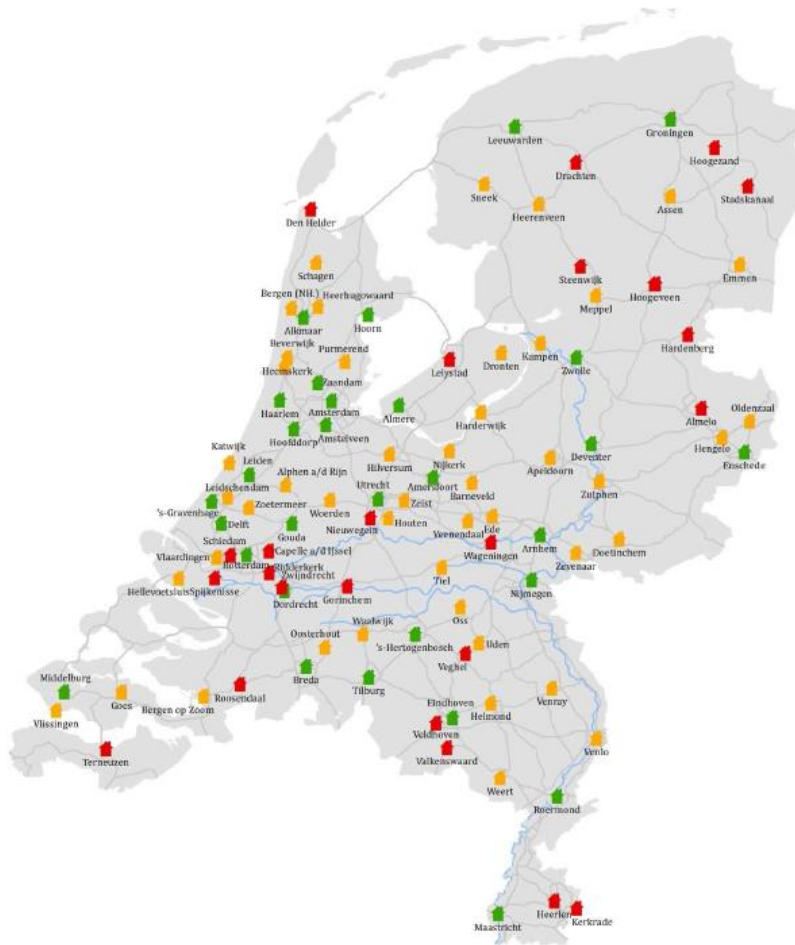 Leeuwarden
Groningen
Hoogezand
Drachten
Stadskanaal
Sneek
Heerenveen
Assen
Den Helder
Schagen
Steenwijk
Emmen
Hoogeveen
Meppel
Bergen (NH.)
Heerhugowaard
Alkmaar
Hoorn
Hardenberg
Beverwijk
Purmerend
Kampen
Heemskerk
Lelystad
Dronten
Zwolle
Zaandam
Haarlem
Amsterdam
Almere
Harderwijk
Almelo
Oldenzaal
Hoofddorp
Amstelveen
Hengelo
Katwijk
Leiden
Hilversum
Nijkerk
Deventer
Enschede
Alphen a/d Rijn
Apeldoorn
Leidschendam
Utrecht
Amersfoort
Barneveld
Zutphen
Zoetermeer
Woerden
Zeist
's-Gravenhage
Delft
Nieuwegein
Houten
Ede
Gouda
Veenendaal
Schiedam
Arnhem
Doetinchem
Vlaardingen
Capelle a/d IJssel
Wageningen
Zevenaar
Rotterdam
Ridderkerk
Zwijndrecht
Tiel
Hellevoetsluis
Spijkenisse
Gorinchem
Nijmegen
Dordrecht
Waalwijk
Oss
Oosterhout
's-Hertogenbosch
Uden
Veghel
Middelburg
Breda
Tilburg
Goes
Bergen op Zoom
Roosendaal
Eindhoven
Helmond
Venray
Vlissingen
Veldhoven
Venlo
Terneuzen
Valkenswaard
Weert
Roermond
Heerlen
Kerkrade
Maastricht